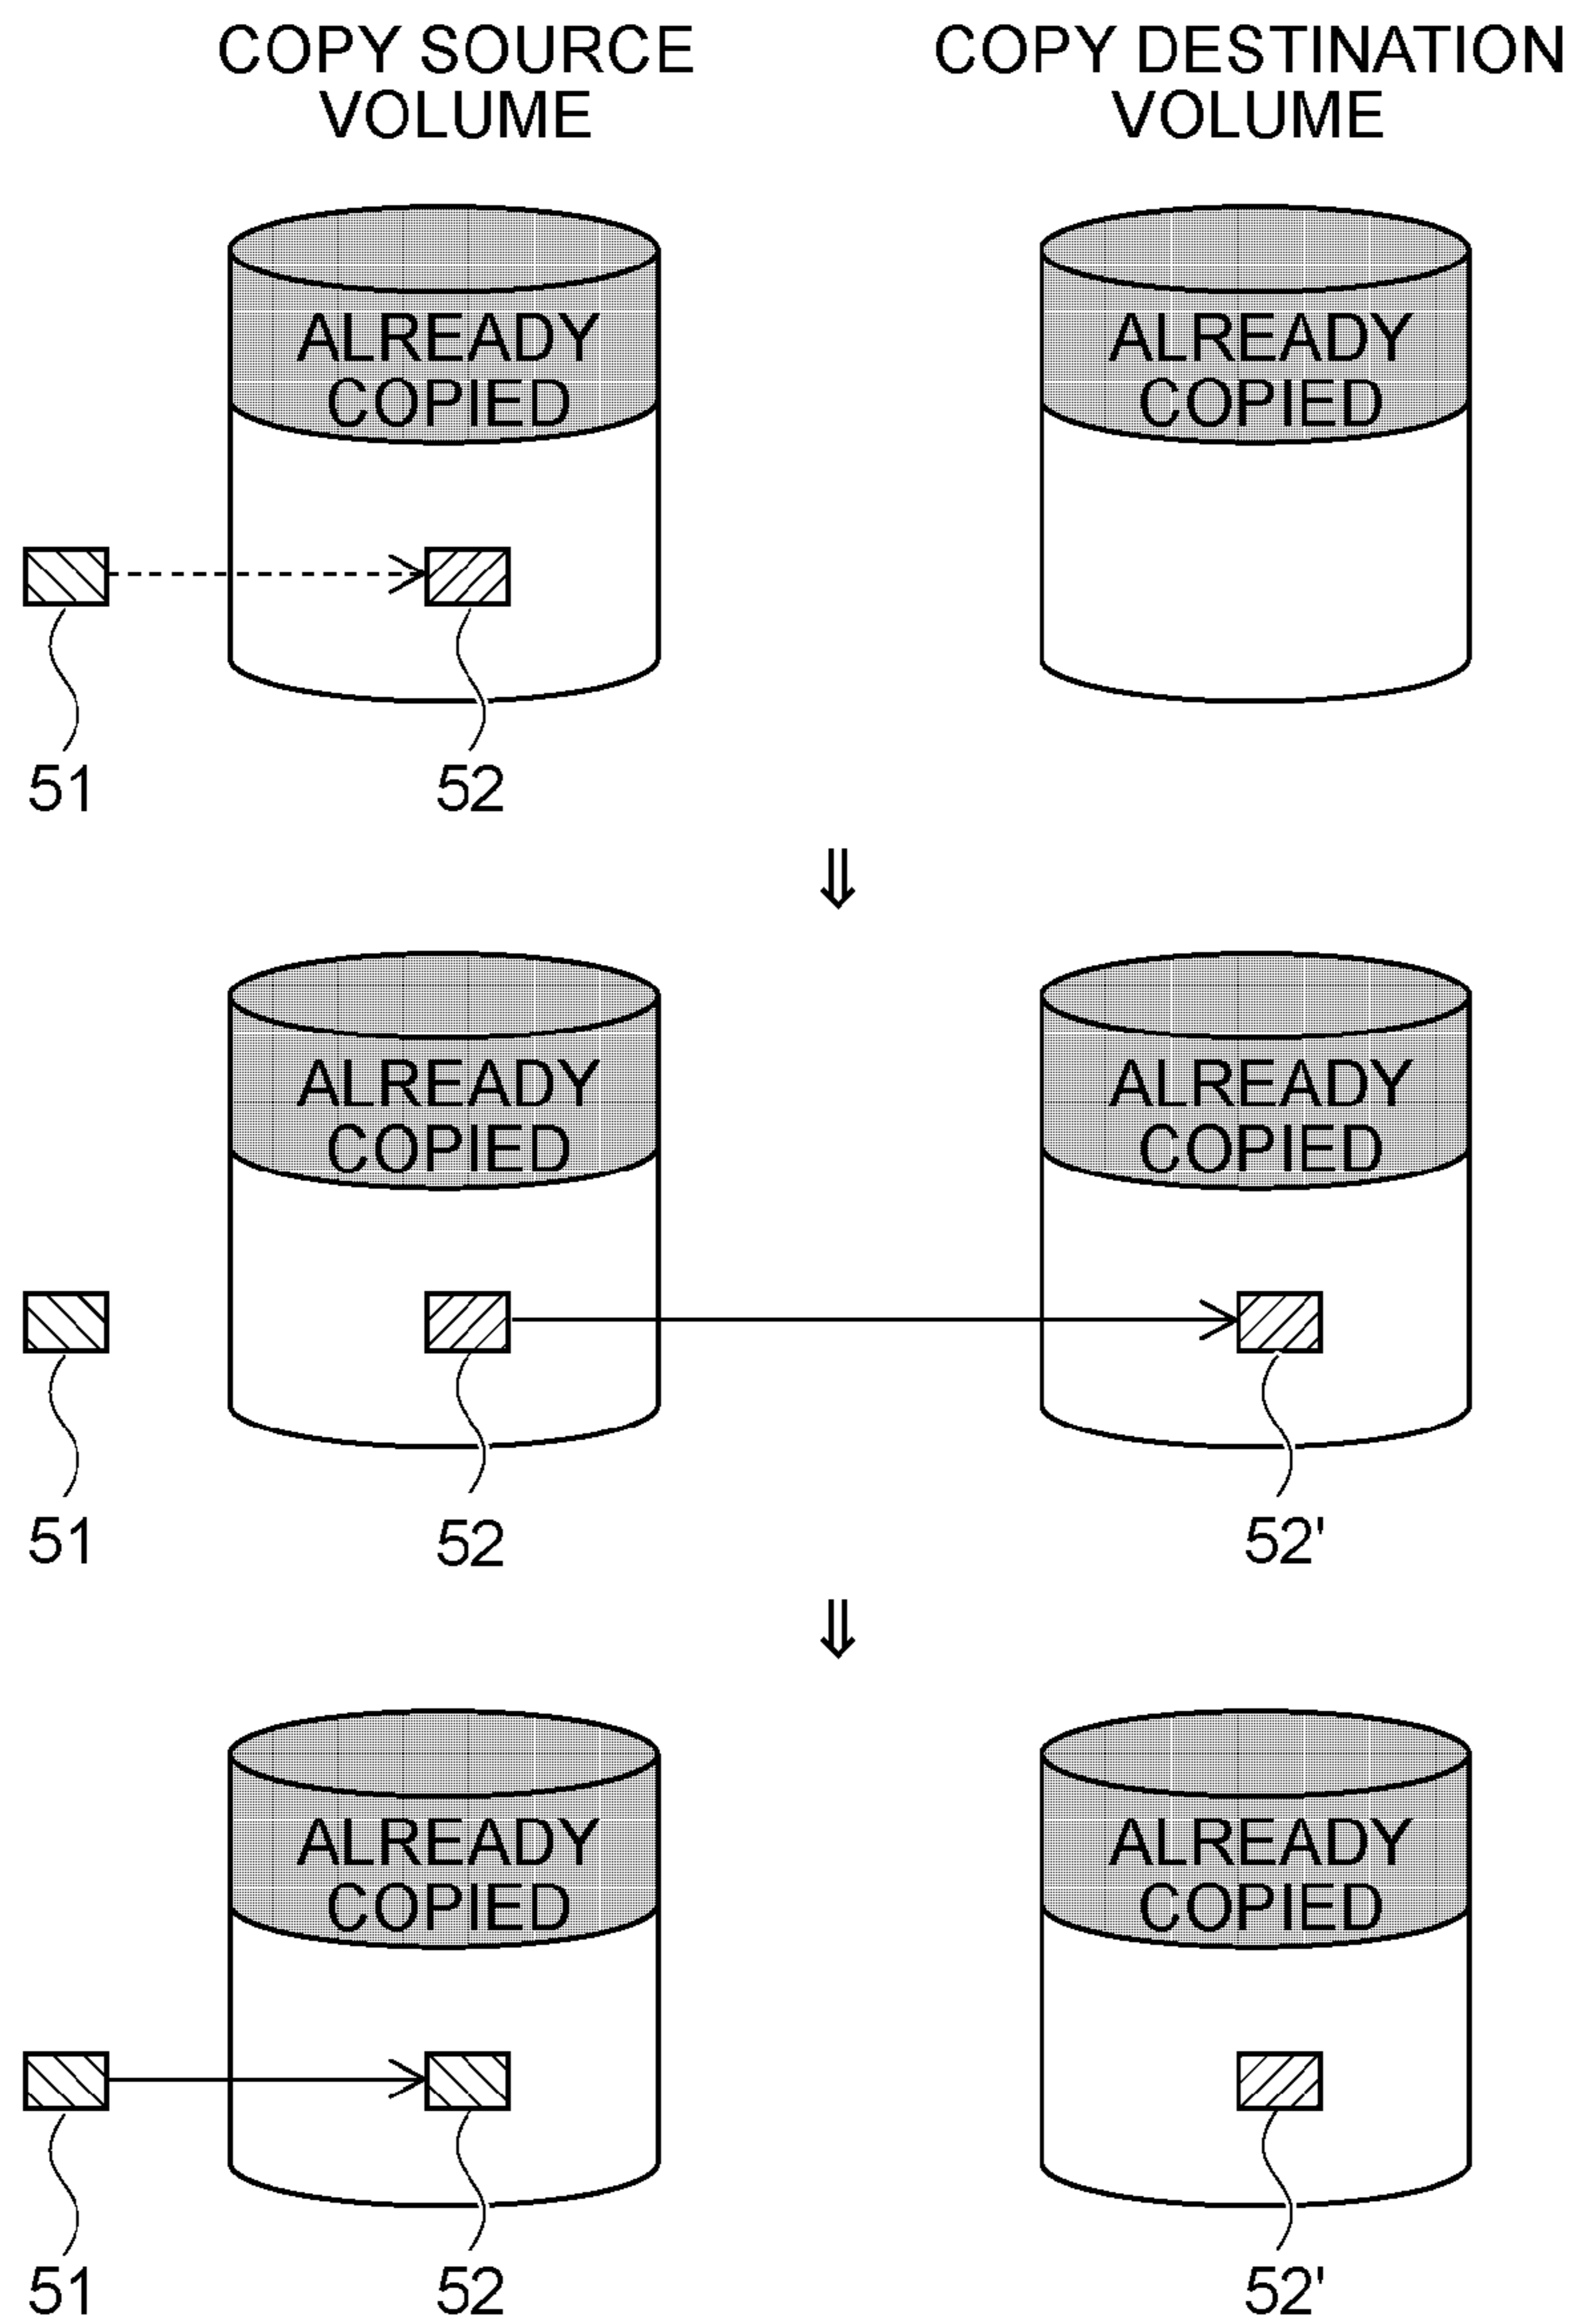 COPY SOURCE
VOLUME
COPY DESTINATION
VOLUME
ALREADY
COPIED
ALREADY
COPIED
51
52
⇓
ALREADY
COPIED
ALREADY
COPIED
51
52
52'
⇓
ALREADY
COPIED
ALREADY
COPIED
51
52
52'